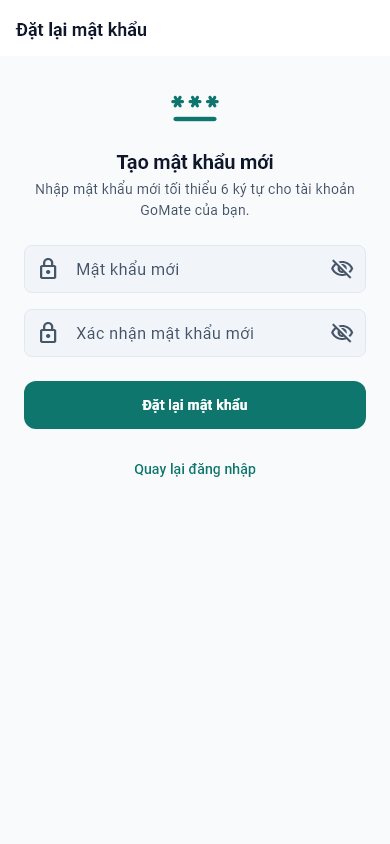 Đặt lại mật khẩu
Tạo mật khẩu mới
Nhập mật khẩu mới tối thiểu 6 ký tự cho tài khoản
GoMate của bạn.
Mật khẩu mới
Xác nhận mật khẩu mới
Đặt lại mật khẩu
Quay lại đăng nhập